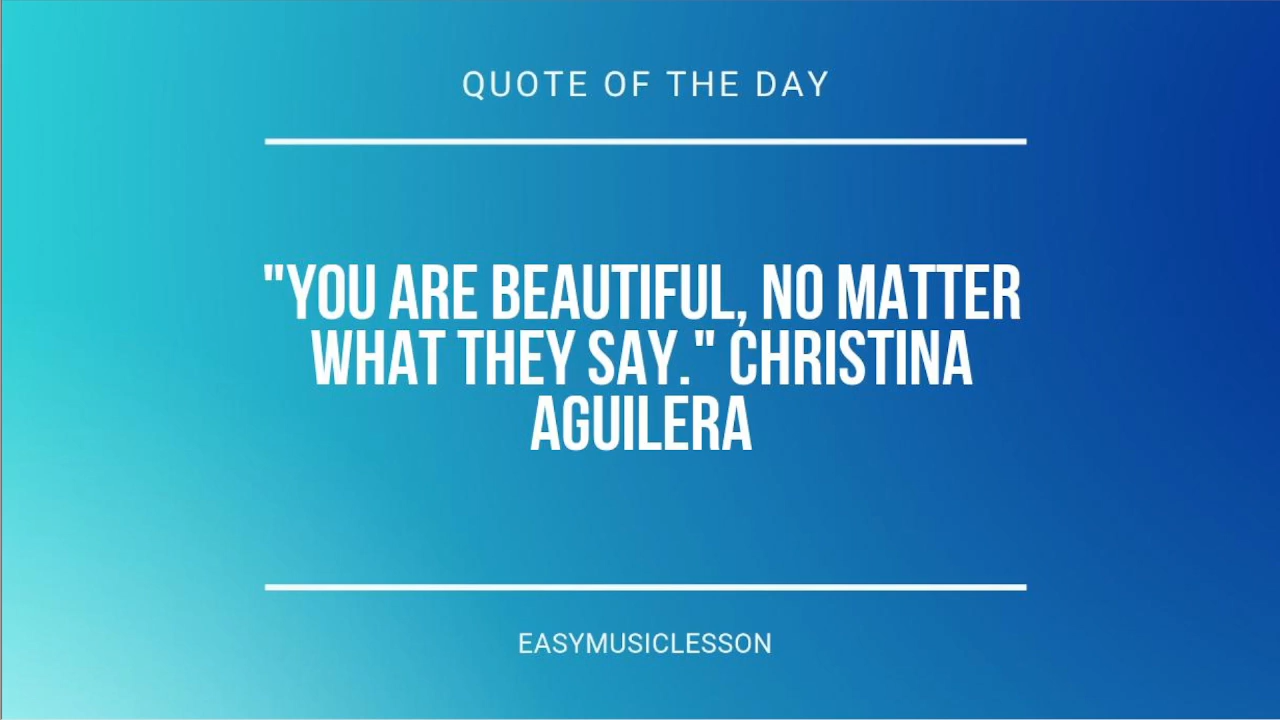 QUOTE OF THE DAY
"YOU ARE BEAUTIFUL, NO MATTER
WHAT THEY SAY." CHRISTINA
AGUILERA
EASYMUSICLESSON